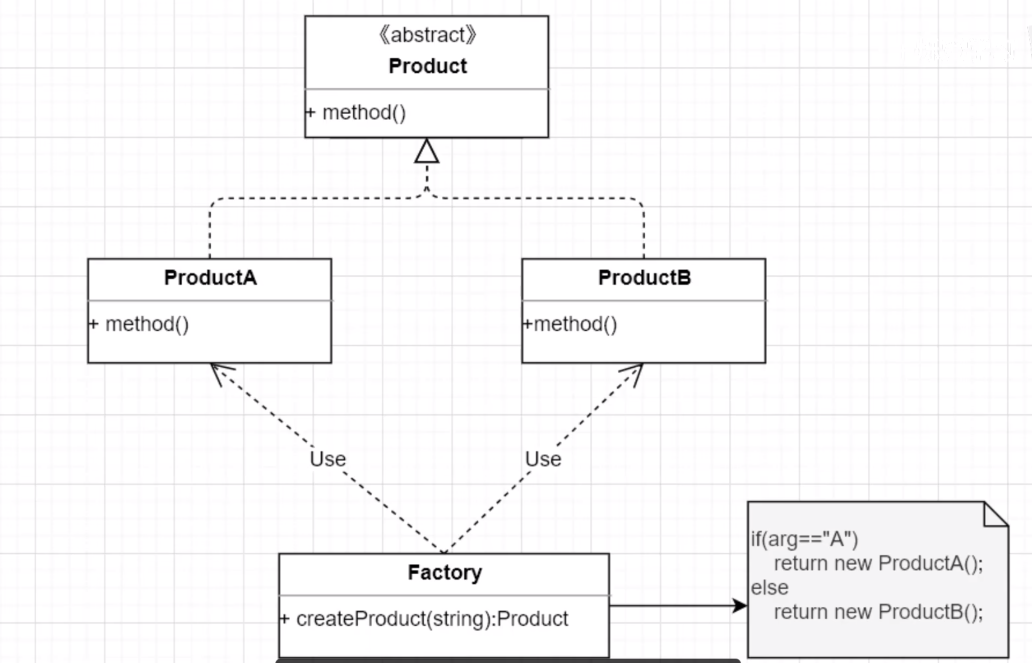 《abstract》
Product
+ method()
ProductA
+ method()
ProductB
+method()
Use
Use
Factory
+ createProduct(string):Product
if(arg=="A")
return new ProductA();
else
return new ProductB();